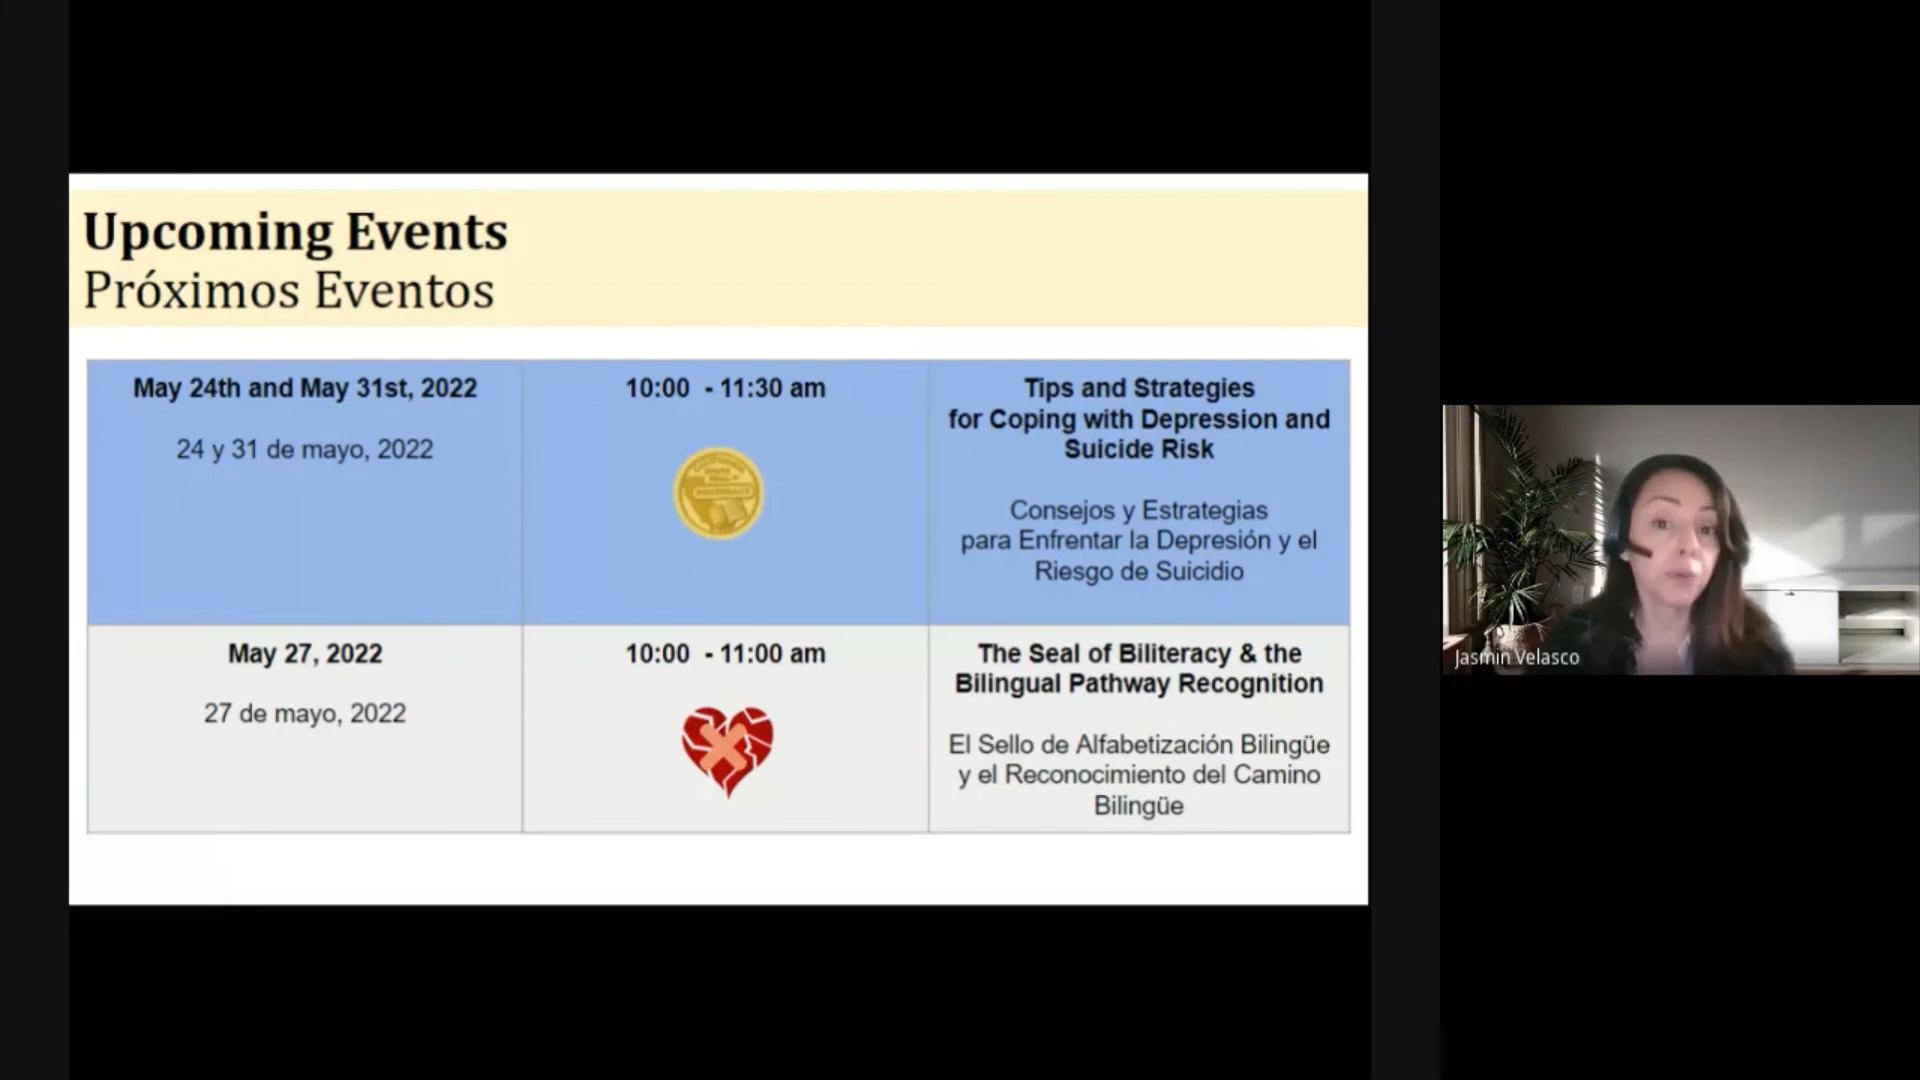 Upcoming Events
Próximos Eventos
May 24th and May 31st, 2022
24 y 31 de mayo, 2022
10:00 - 11:30 am
Tips and Strategies
for Coping with Depression and
Suicide Risk
Consejos y Estrategias
para Enfrentar la Depresión y el
Riesgo de Suicidio
May 27, 2022
27 de mayo, 2022
10:00 - 11:00 am
The Seal of Biliteracy & the
Bilingual Pathway Recognition
El Sello de Alfabetización Bilingüe
y el Reconocimiento del Camino
Bilingüe
Jasmin Velasco